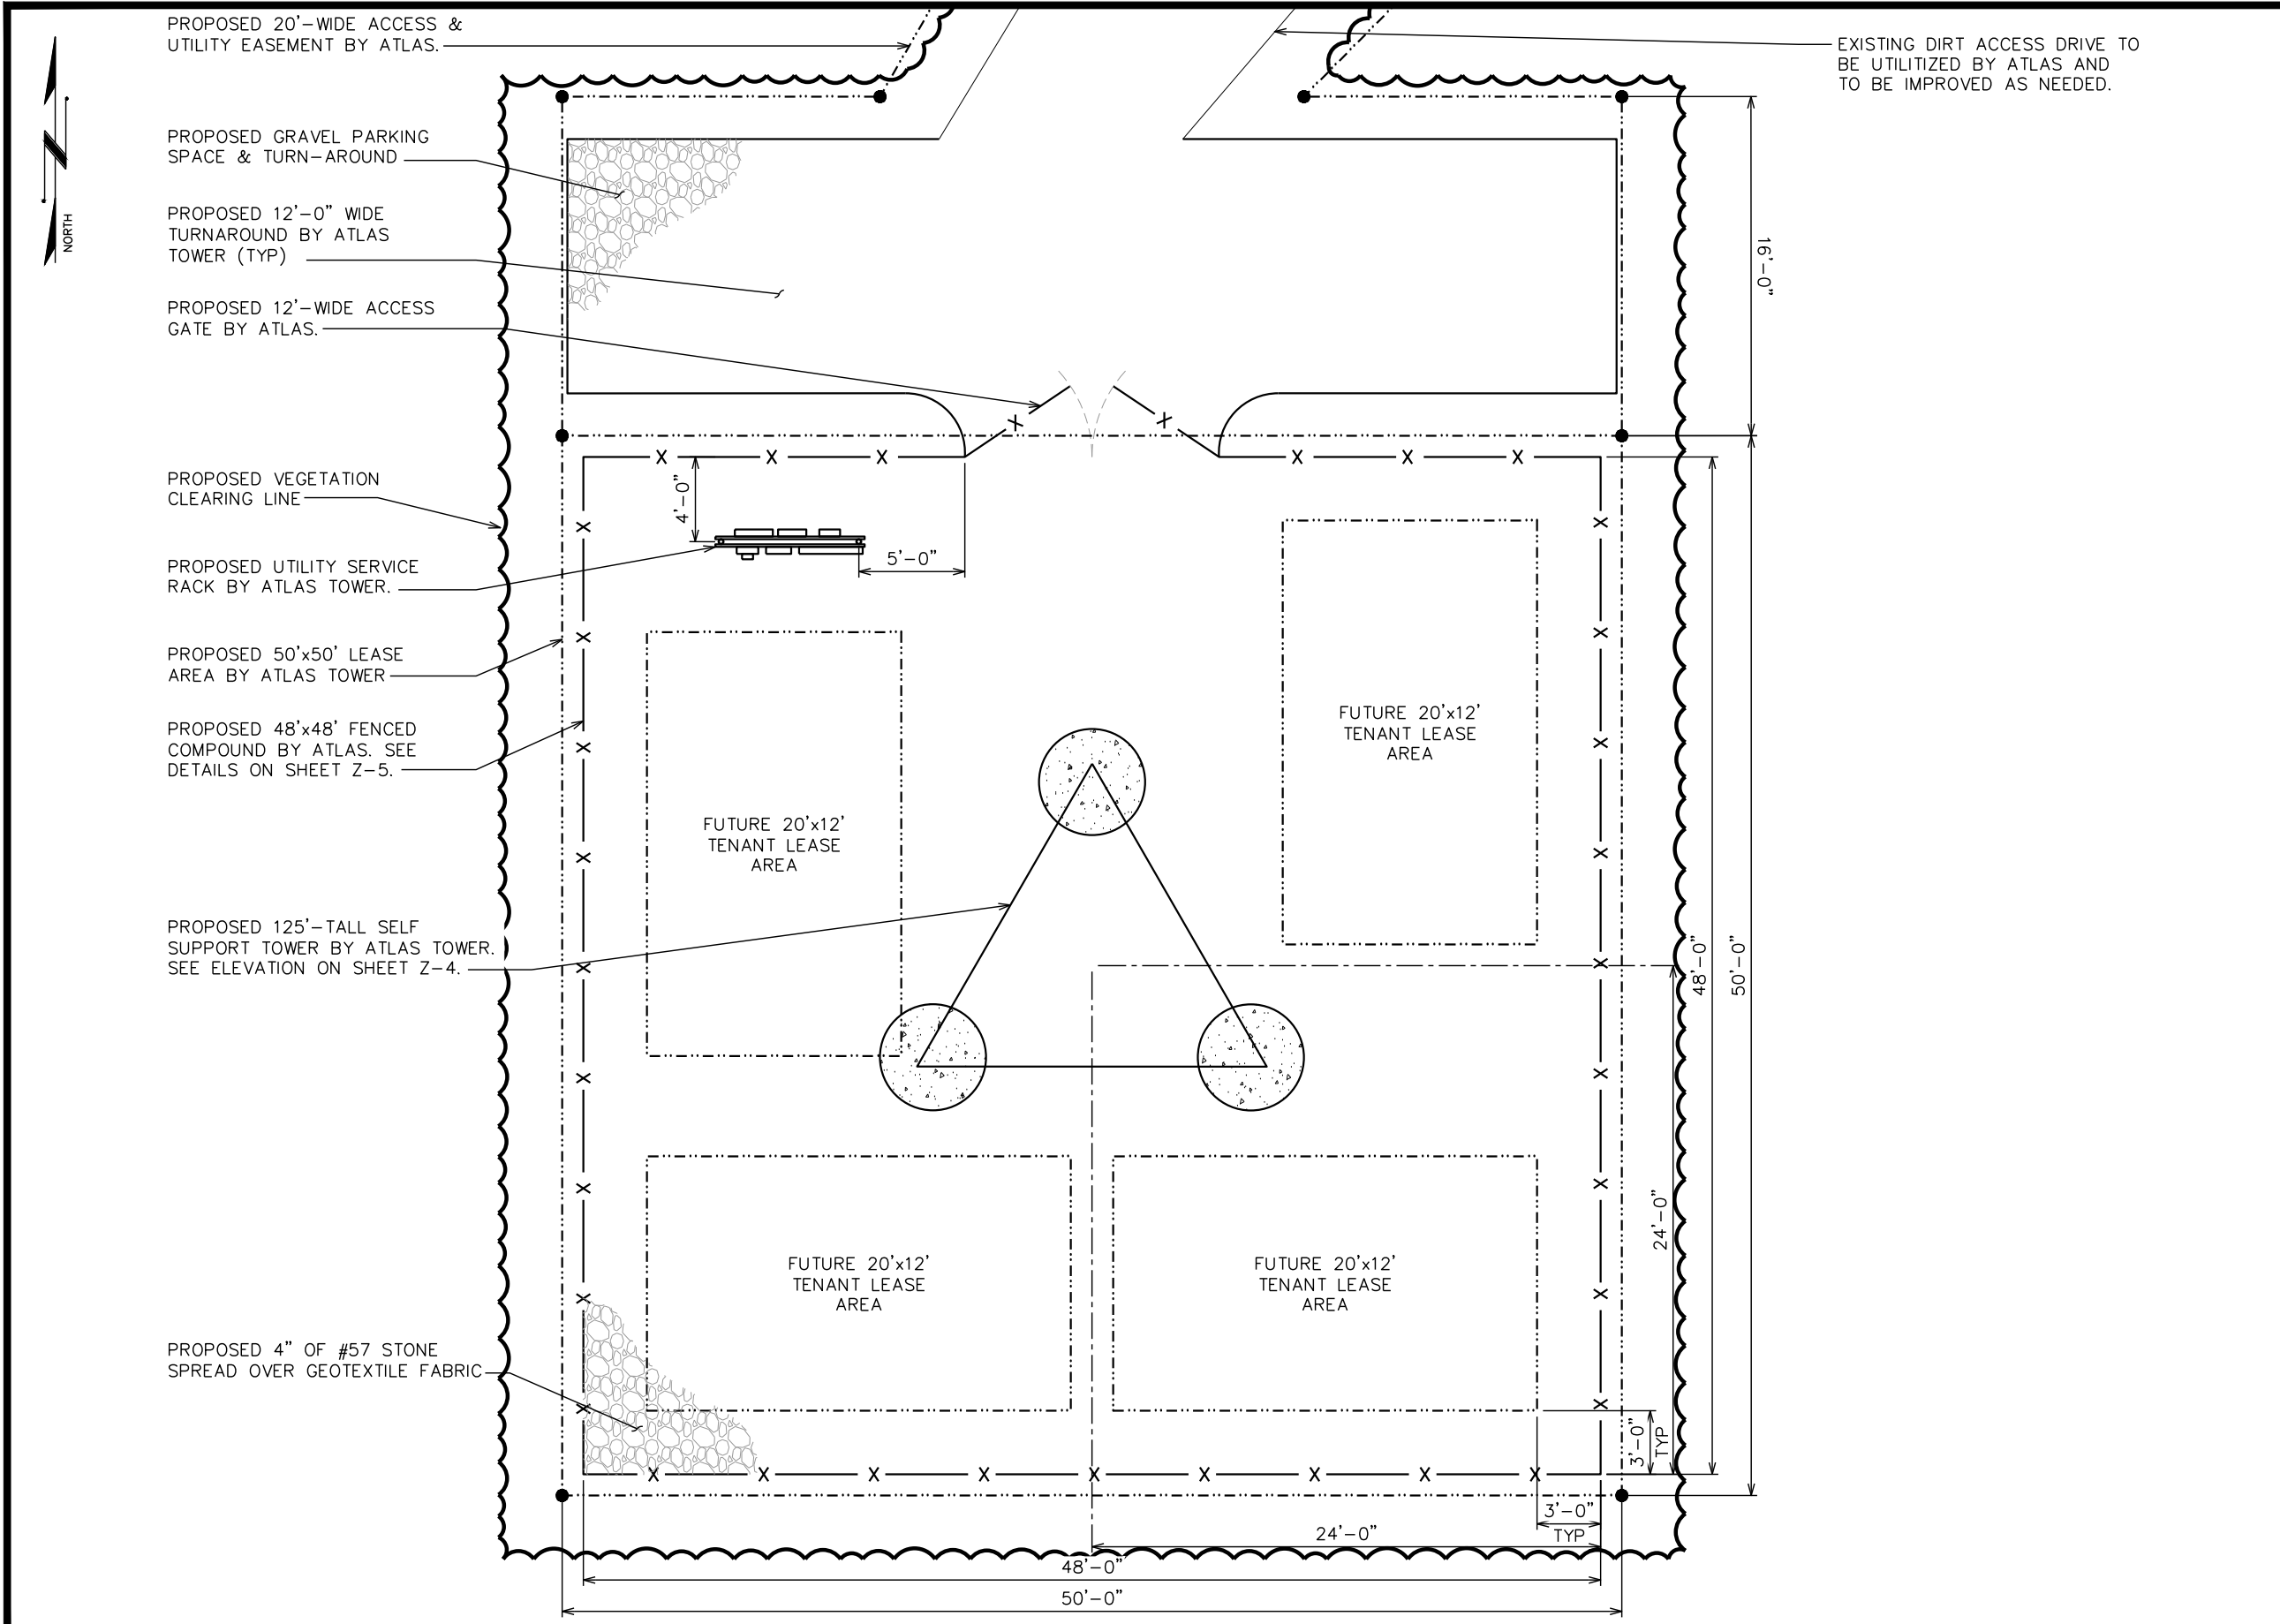 PROPOSED 20'-WIDE ACCESS &
UTILITY EASEMENT BY ATLAS.
EXISTING DIRT ACCESS DRIVE TO
BE UTILITIZED BY ATLAS AND
TO BE IMPROVED AS NEEDED.
NORTH
PROPOSED GRAVEL PARKING
SPACE & TURN-AROUND
PROPOSED 12'-0" WIDE
TURNAROUND BY ATLAS
TOWER (TYP)
16'-0"
PROPOSED 12'-WIDE ACCESS
GATE BY ATLAS.
PROPOSED VEGETATION
CLEARING LINE
4'-0"
5'-0"
PROPOSED UTILITY SERVICE
RACK BY ATLAS TOWER.
PROPOSED 50'x50' LEASE
AREA BY ATLAS TOWER
PROPOSED 48'x48' FENCED
COMPOUND BY ATLAS. SEE
DETAILS ON SHEET Z-5.
FUTURE 20'x12'
TENANT LEASE
AREA
FUTURE 20'x12'
TENANT LEASE
AREA
PROPOSED 125'-TALL SELF
SUPPORT TOWER BY ATLAS TOWER.
SEE ELEVATION ON SHEET Z-4.
48'-0"
50'-0"
24'-0"
FUTURE 20'x12'
TENANT LEASE
AREA
FUTURE 20'x12'
TENANT LEASE
AREA
PROPOSED 4" OF #57 STONE
SPREAD OVER GEOTEXTILE FABRIC
3'-0"
TYP
3'-0"
TYP
24'-0"
48'-0"
50'-0"